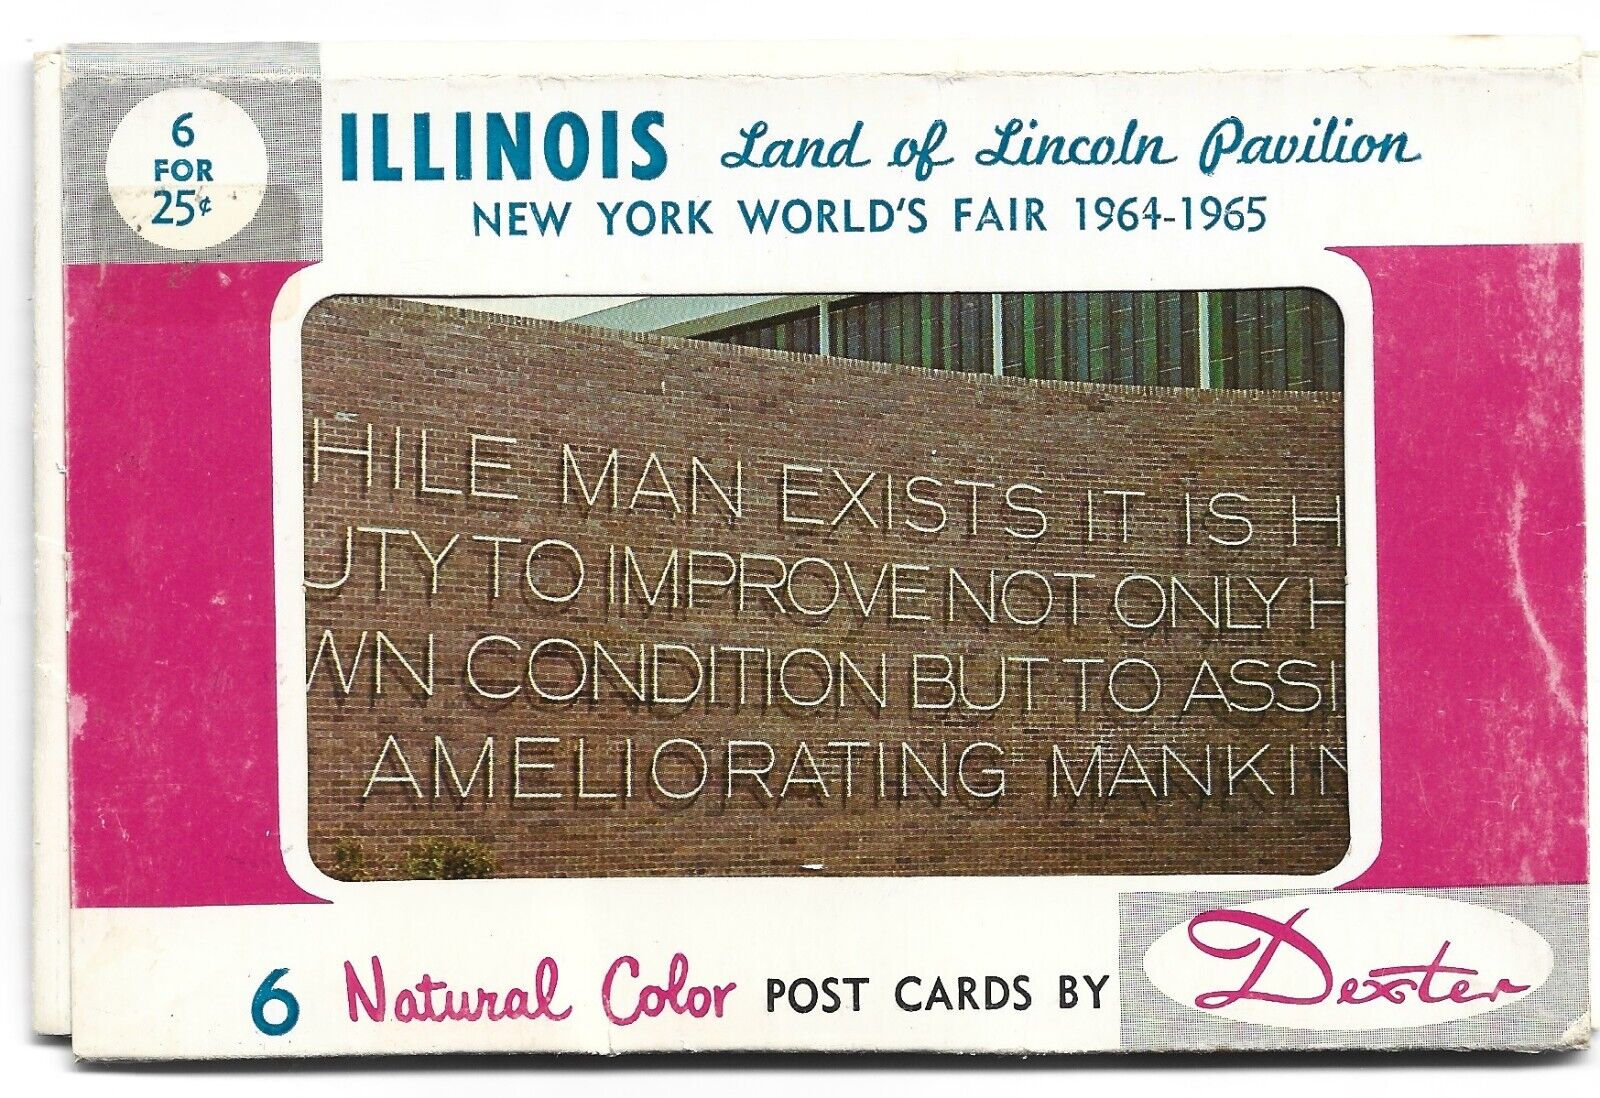 6
FOR
25¢
ILLINOIS Land of Lincoln Pavilion
NEW YORK WORLD'S FAIR 1964-1965
HILE MAN EXISTS IT IS H
UTY TO IMPROVE NOT ONLY H
WN CONDITION BUT TO ASSI
AMELIORATING MANKIN
6 Natural Color POST CARDS BY Dexter